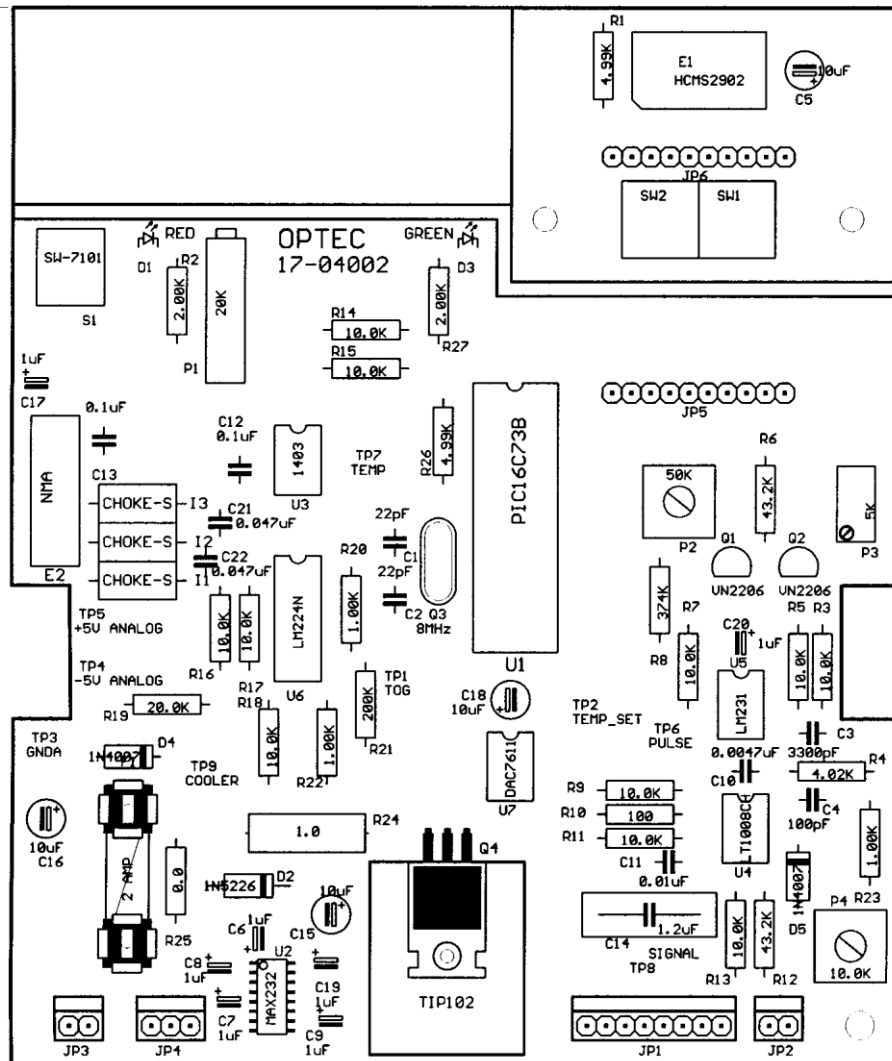 R1
4.99K
E1
HCMS2902
10uF
+
C5
JP6
SW2
SW1
RED
OPTEC
GREEN
SW-7101
D1
R2
17-04002
D3
2.00K
20K
2.00K
S1
R14
10.0K
R27
1uF
+
P1
R15
10.0K
C17
0.1uF
JP5
C12
0.1uF
4.99K
R6
NMA
1403
TP7
TEMP
R26
PIC16C73B
50K
43.2K
C13
U3
5K
CHOKE-S
I3
C21
0.047uF
22pF
CHOKE-S
I2
P2
Q1
Q2
P3
C22
R20
C1
E2
CHOKE-S
I1
0.047uF
22pF
VN2206
VN2206
LM224N
1.00K
374K
TP5
+5V ANALOG
10.0K
10.0K
C2
Q3
8MHz
R7
C20
+
R5
R3
1uF
R8
U5
10.0K
10.0K
10.0K
U1
TP4
-5V ANALOG
R16
R17
U6
TP1
TOG
C18
10uF
+
LM231
R19
20.0K
R18
200K
TP2
TEMP_SET
TP6
PULSE
C3
TP3
GNDA
D4
1N4007
10.0K
1.00K
R21
0.0047uF
3300pF
R4
TP9
COOLER
R22
DAC7611
C10
4.02K
U7
R9
10.0K
C4
100pF
R10
100
LT1008C
+
10uF
C16
1.0
R24
R11
10.0K
1.00K
Q4
C11
0.01uF
U4
2 AMP
0.0
1N5226
D2
10uF
+
1N4007
R23
P4
R25
C6
1uF
+
C15
C14
1.2uF
D5
10.0K
43.2K
SIGNAL
U2
TP8
C8
+
1uF
MAX232
+
C19
1uF
R13
R12
10.0K
+
C7
1uF
TIP102
+
C9
1uF
JP3
JP4
JP1
JP2